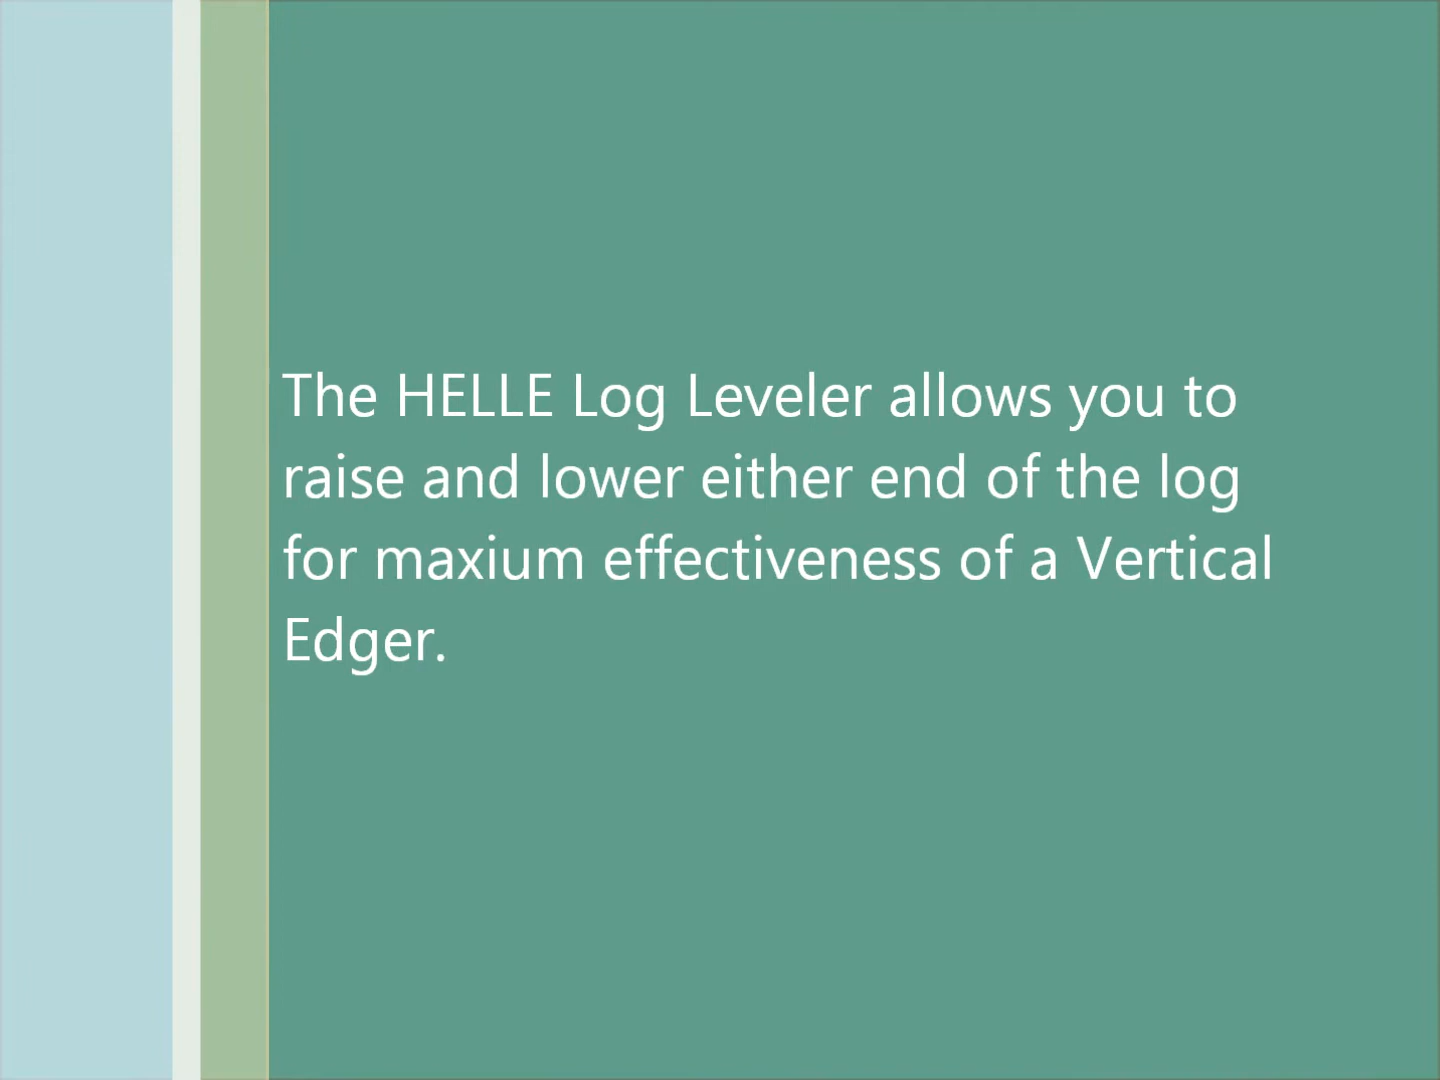 The HELLE Log Leveler allows you to
raise and lower either end of the log
for maxium effectiveness of a Vertical
Edger.